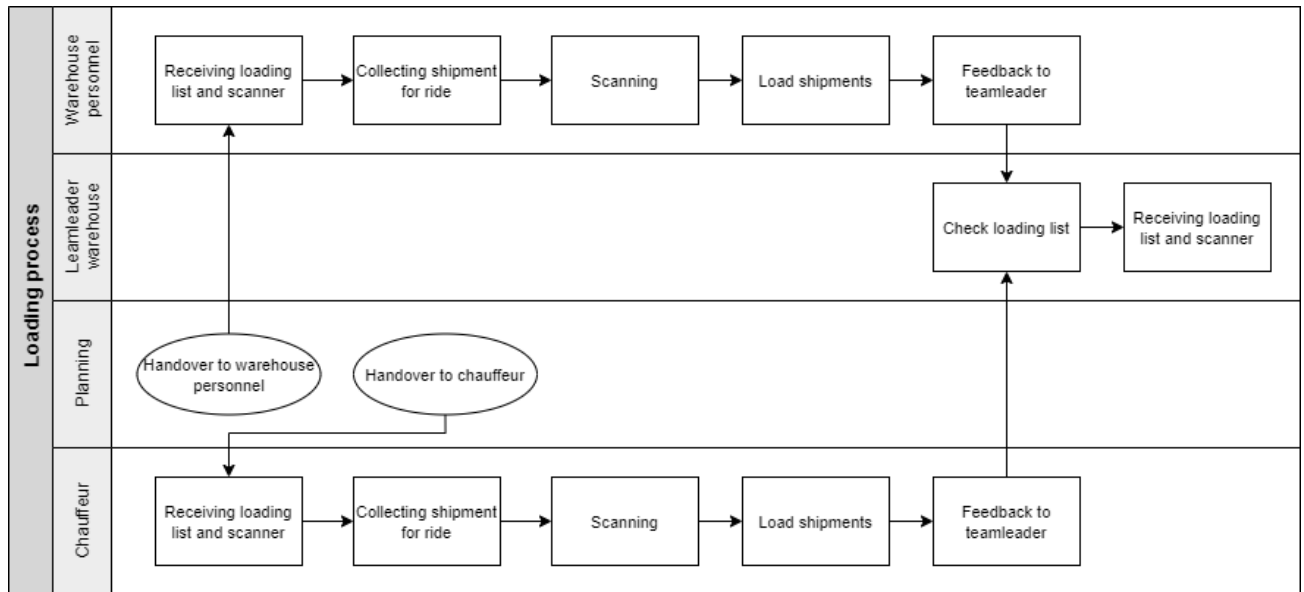 Loading process
Warehouse
personnel
Receiving loading
list and scanner
Collecting shipment
for ride
Scanning
Load shipments
Feedback to
teamleader
Leamleader
warehouse
Check loading list
Receiving loading
list and scanner
Planning
Handover to warehouse
personnel
Handover to chauffeur
Chauffeur
Receiving loading
list and scanner
Collecting shipment
for ride
Scanning
Load shipments
Feedback to
teamleader